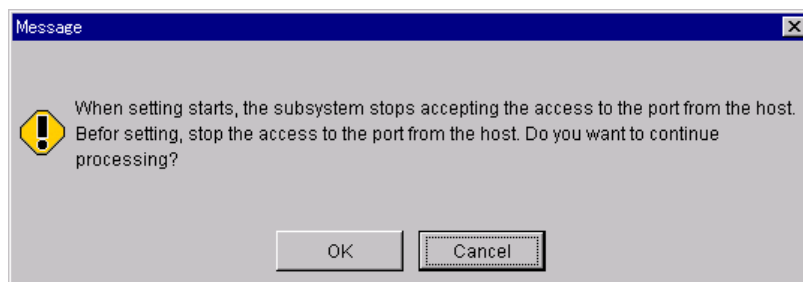 Message
When setting starts, the subsystem stops accepting the access to the port from the host.
Befor setting, stop the access to the port from the host. Do you want to continue
processing?
OK
Cancel